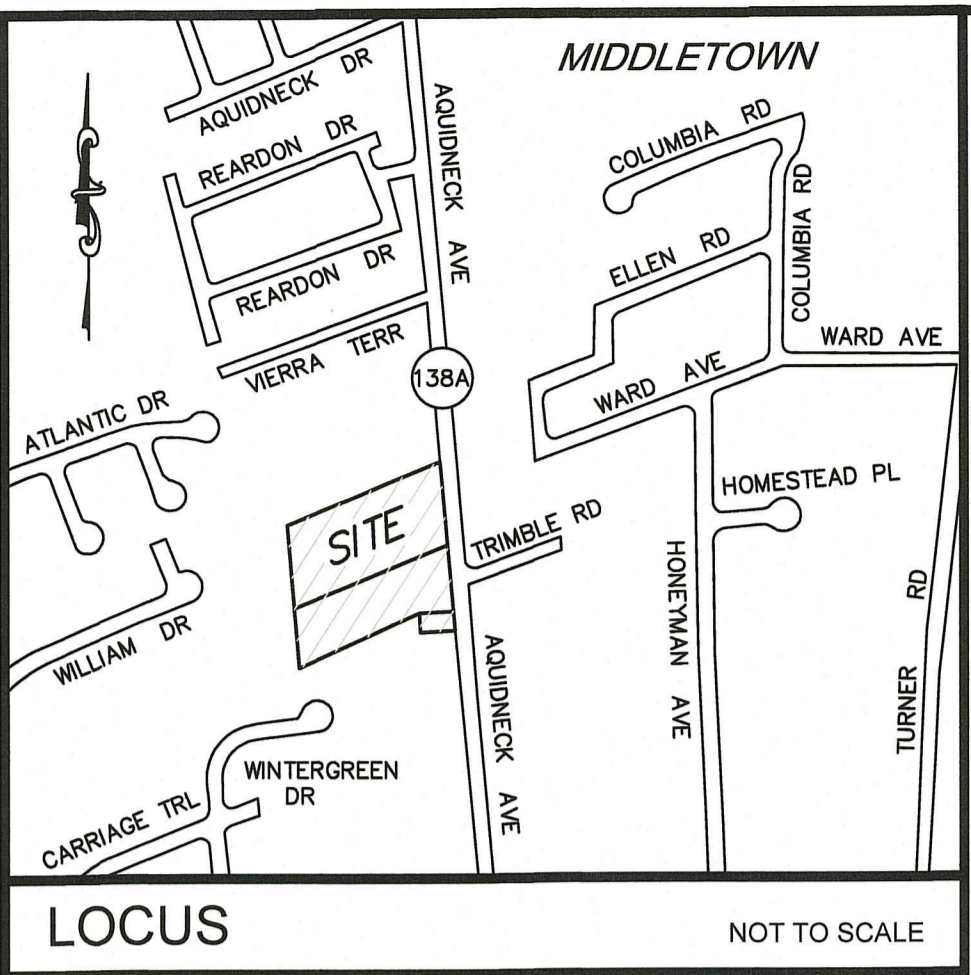 MIDDLETOWN
AQUIDNECK DR
REARDON DR
AQUIDNECK AVE
COLUMBIA RD
COLUMBIA RD
REARDON DR
ELLEN RD
VIERRA TERR
138A
WARD AVE
WARD AVE
ATLANTIC DR
HOMESTEAD PL
SITE
TRIMBLE RD
HONEYMAN AVE
TURNER RD
WILLIAM DR
AQUIDNECK AVE
WINTERGREEN
DR
CARRIAGE TRL
LOCUS
NOT TO SCALE